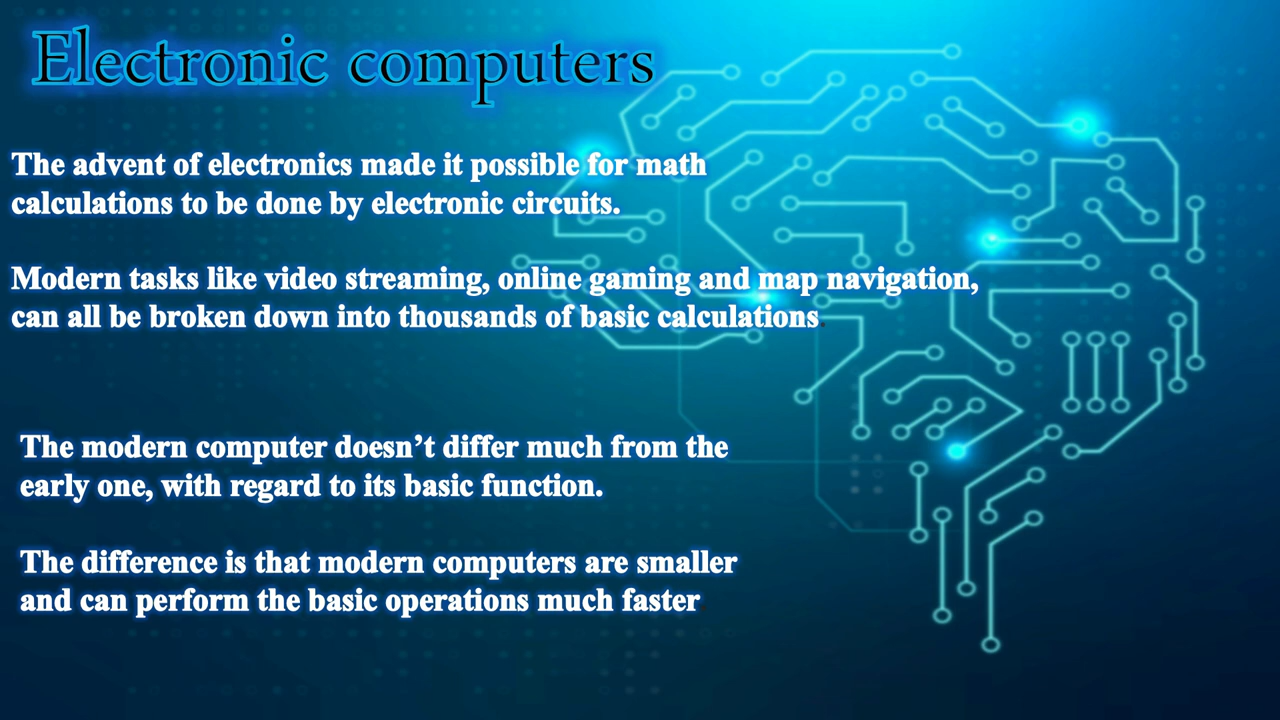 Electronic computers
The advent of electronics made it possible for math
calculations to be done by electronic circuits.
Modern tasks like video streaming, online gaming and map navigation,
can all be broken down into thousands of basic calculations.
The modern computer doesn’t differ much from the
early one, with regard to its basic function.
The difference is that modern computers are smaller
and can perform the basic operations much faster.